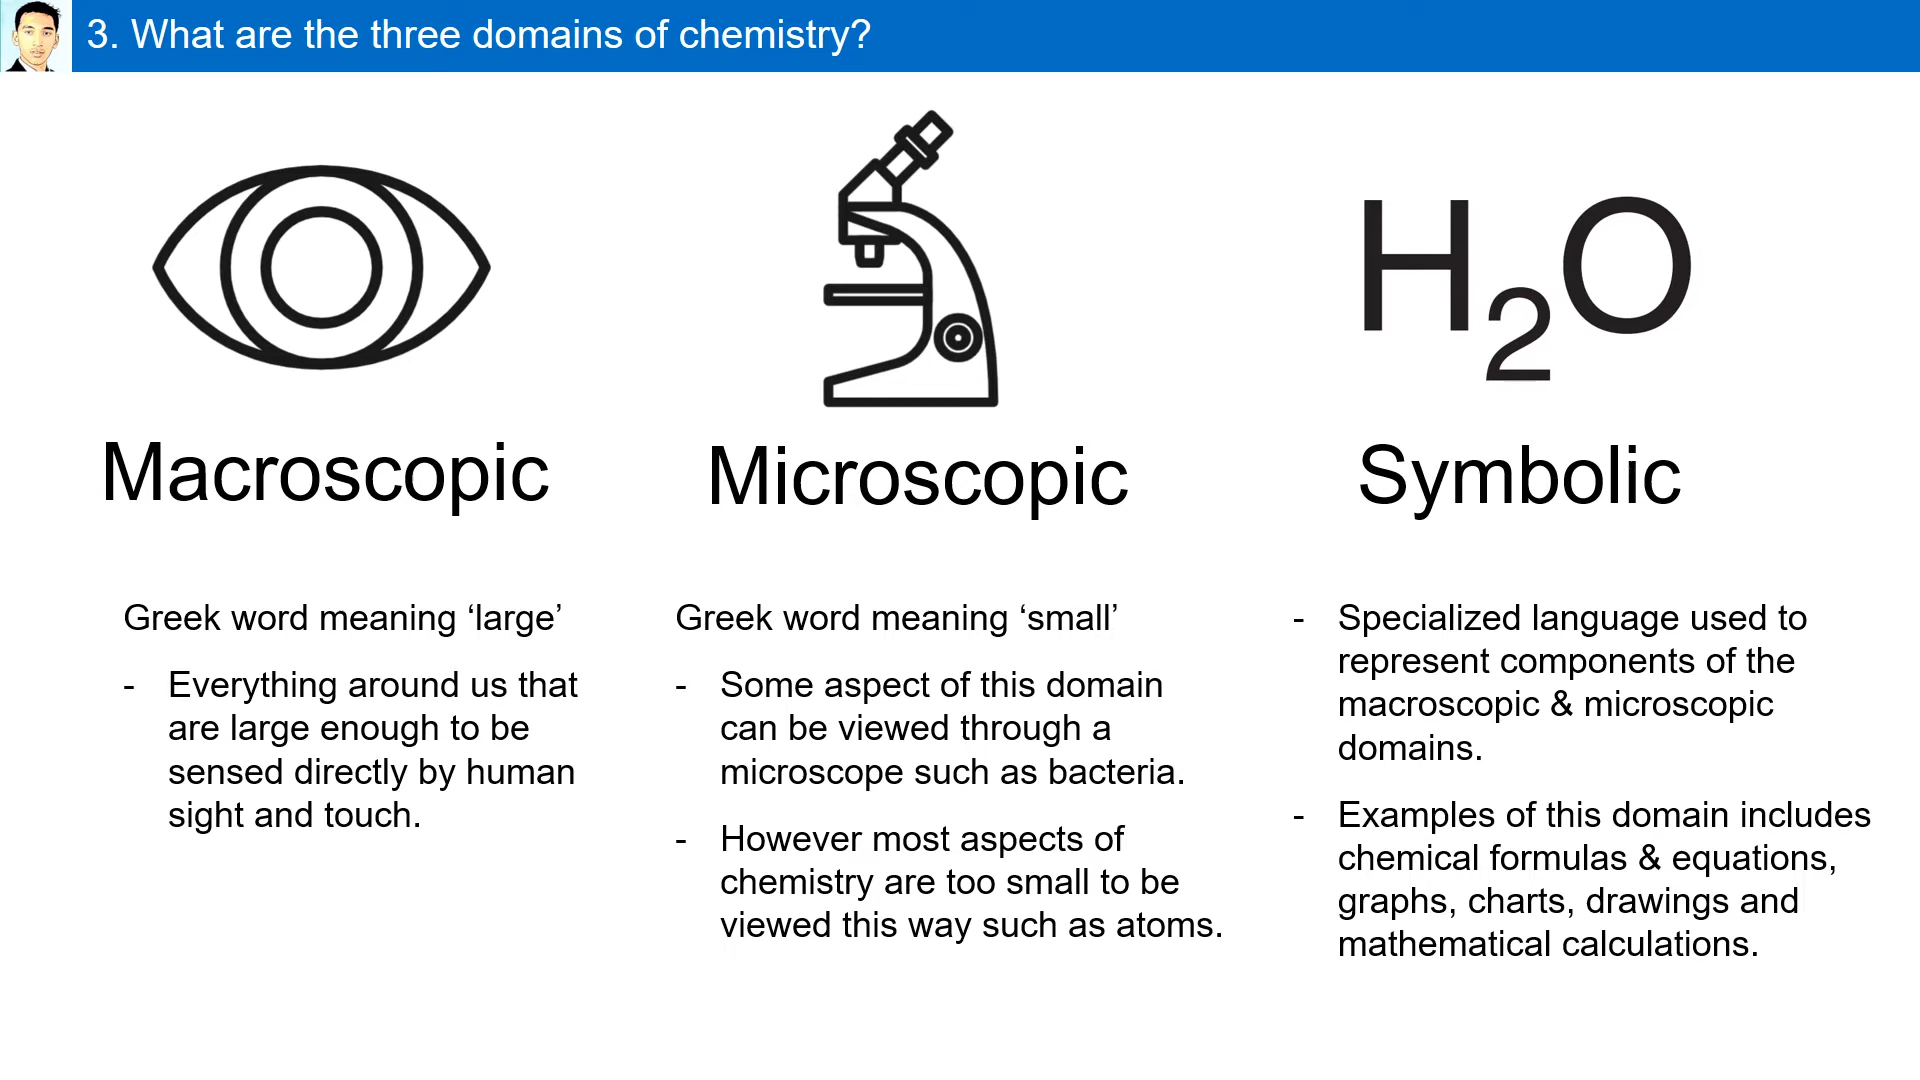 3. What are the three domains of chemistry?
H2O
Macroscopic
Microscopic
Symbolic
Greek word meaning ‘large’
- Everything around us that
are large enough to be
sensed directly by human
sight and touch.
Greek word meaning ‘small’
- Some aspect of this domain
can be viewed through a
microscope such as bacteria.
- However most aspects of
chemistry are too small to be
viewed this way such as atoms.
- Specialized language used to
represent components of the
macroscopic & microscopic
domains.
- Examples of this domain includes
chemical formulas & equations,
graphs, charts, drawings and
mathematical calculations.